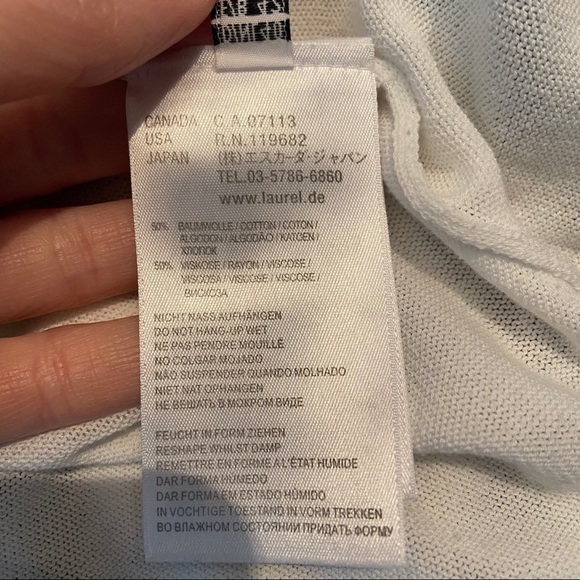 CANADA C.A.07113
USA R.N.119682
JAPAN (株)エスカーダ・ジャパン
TEL.03-5786-6860
www.laurel.de
50% BAUMWOLLE / COTTON / COTON /
ALGODON / ALGODÃO / KATOEN /
ХЛОПОК
50% VISKOSE / RAYON / VISCOSE /
VISCOSA / VISCOSE / VISCOSE /
ВИСКОЗА
NICHT NASS AUFHÄNGEN
DO NOT HANG-UP WET
NE PAS PENDRE MOUILLÉ
NO COLGAR MOJADO
NÃO SUSPENDER QUANDO MOLHADO
NIET NAT OPHANGEN
НЕ ВЕШАТЬ В МОКРОМ ВИДЕ
FEUCHT IN FORM ZIEHEN
RESHAPE WHILST DAMP
REMETTRE EN FORME A L'ÉTAT HUMIDE
DAR FORMA HÚMEDO
DAR FORMA EM ESTADO HÚMIDO
IN VOCHTIGE TOESTAND IN VORM TREKKEN
ВО ВЛАЖНОМ СОСТОЯНИИ ПРИДАТЬ ФОРМУ